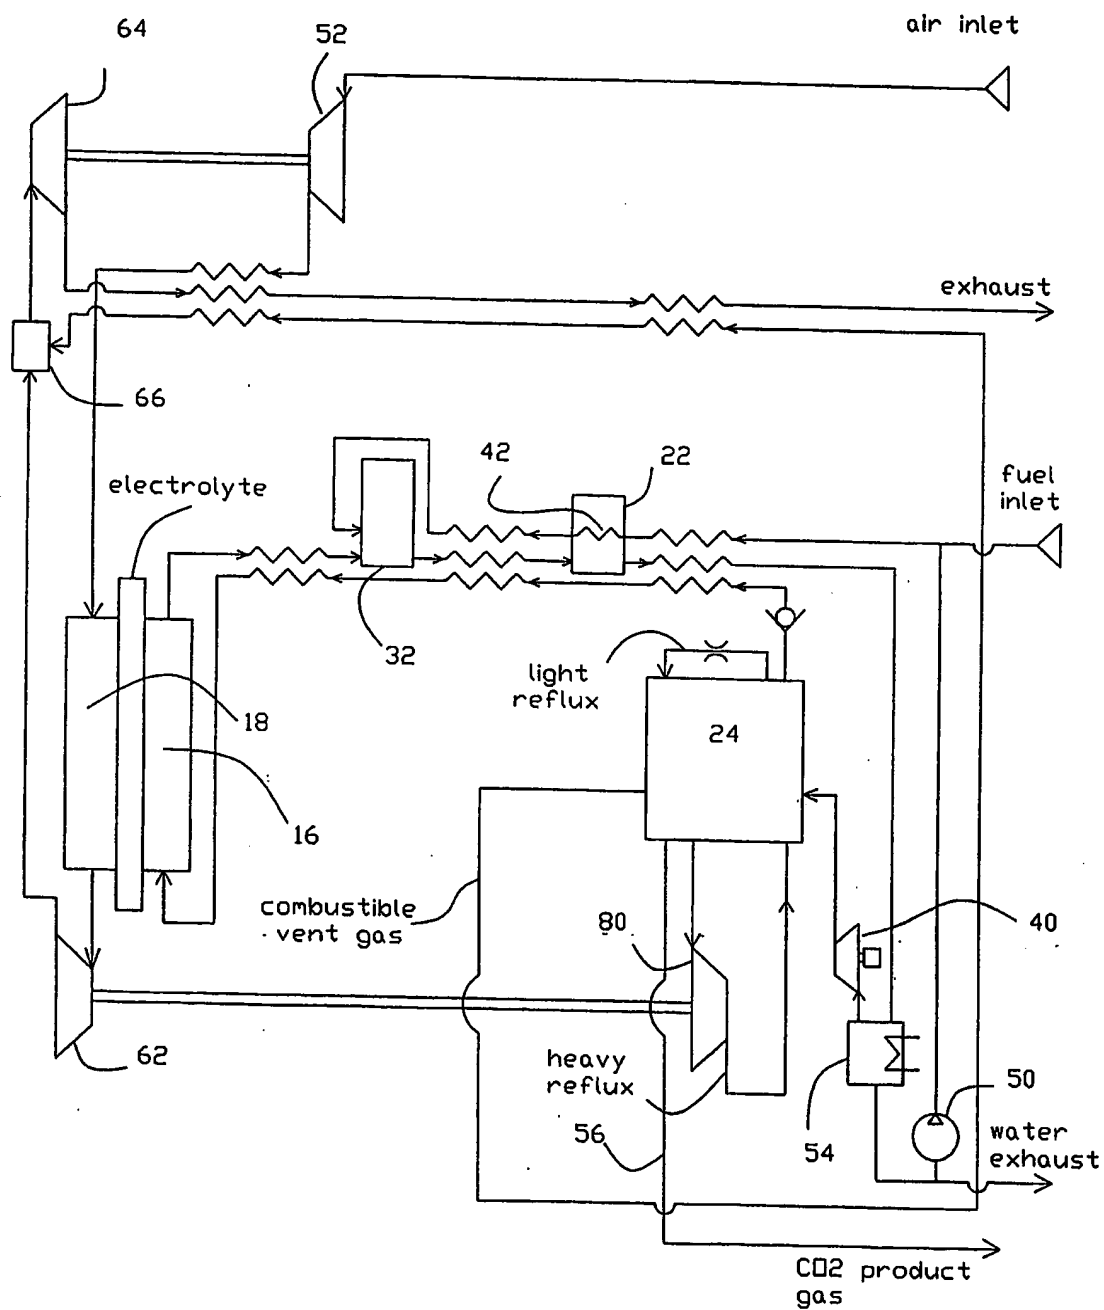 64
52
air inlet
exhaust
66
42
22
fuel
inlet
electrolyte
32
light
reflux
24
18
16
combustible
vent gas
80
40
62
heavy
reflux
50
56
54
water
exhaust
CO2 product
gas